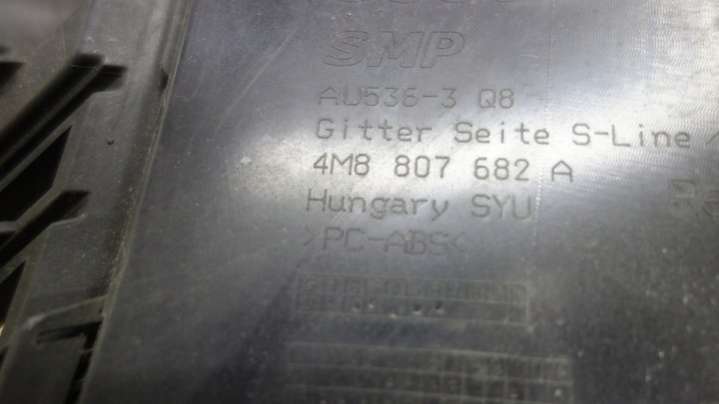 SMP
AU536-3 Q8
Gitter Seite S-Line
4M8 807 682 A
Hungary SYU
>PC-ABS<